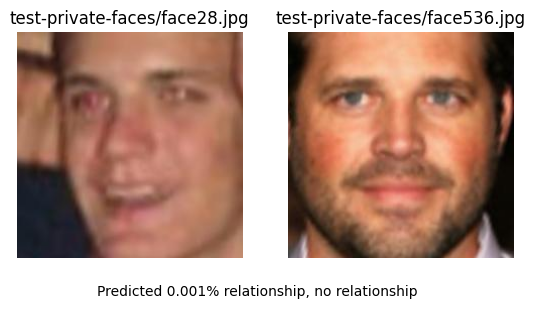 test-private-faces/face28.jpg
test-private-faces/face536.jpg
Predicted 0.001% relationship, no relationship